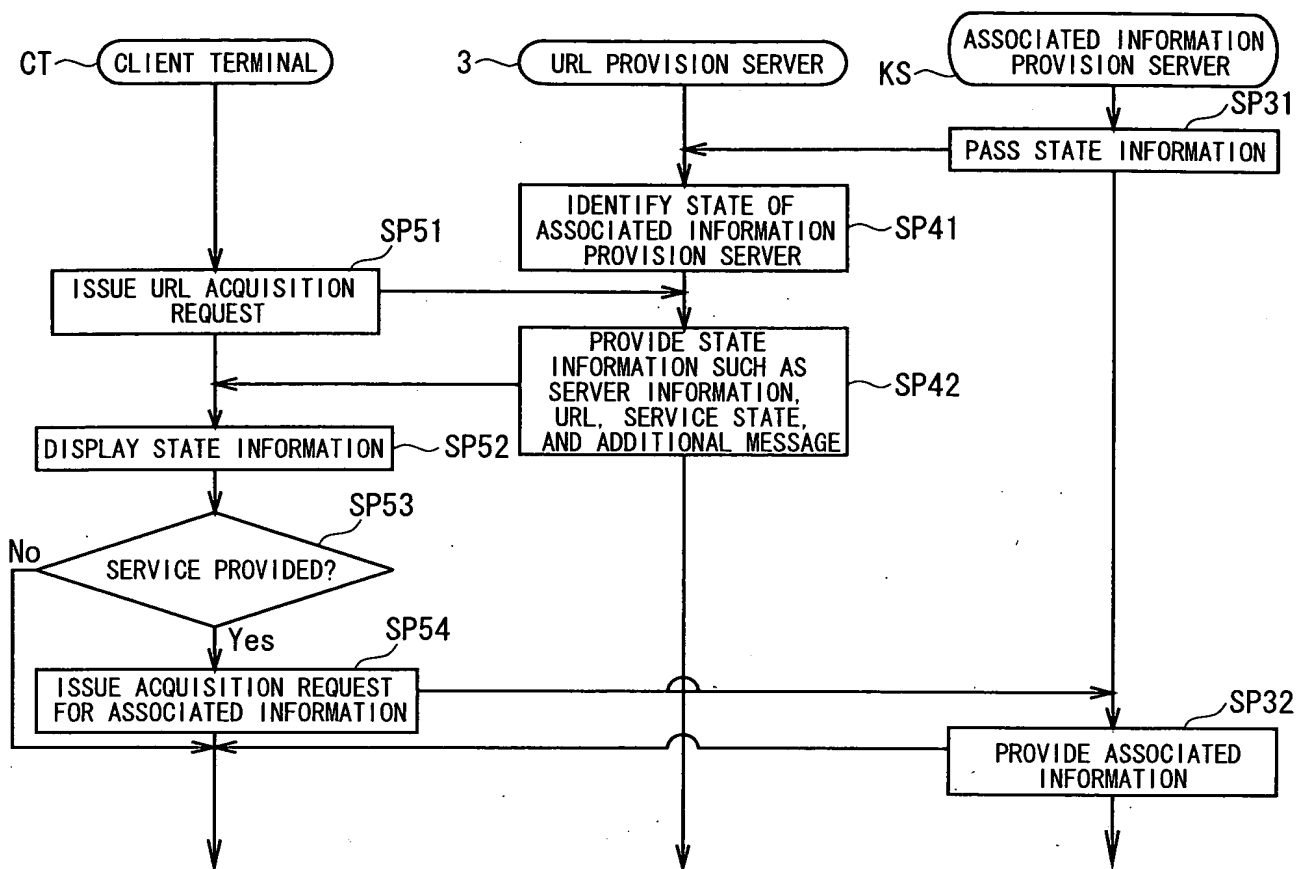 CT
CLIENT TERMINAL
3
URL PROVISION SERVER
KS
ASSOCIATED INFORMATION
PROVISION SERVER
SP31
PASS STATE INFORMATION
IDENTIFY STATE OF
ASSOCIATED INFORMATION
PROVISION SERVER
SP41
SP51
ISSUE URL ACQUISITION
REQUEST
PROVIDE STATE
INFORMATION SUCH AS
SERVER INFORMATION,
URL, SERVICE STATE,
AND ADDITIONAL MESSAGE
SP42
DISPLAY STATE INFORMATION
SP52
SP53
No
SERVICE PROVIDED?
Yes
SP54
ISSUE ACQUISITION REQUEST
FOR ASSOCIATED INFORMATION
SP32
PROVIDE ASSOCIATED
INFORMATION